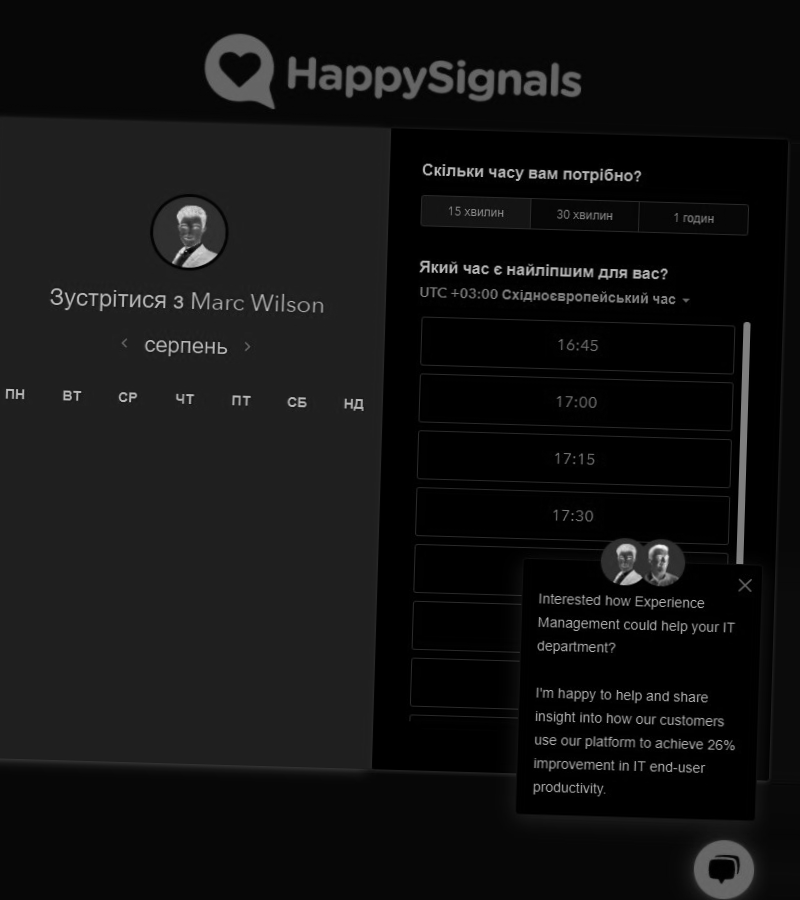 HappySignals
Зустрітися з Marc Wilson
серпень
ПН ВТ СР ЧТ ПТ СБ НД
Скільки часу вам потрібно?
15 хвилин 30 хвилин 1 годин
Який час є найліпшим для вас?
UTC +03:00 Східноєвропейський час
16:45
17:00
17:15
17:30
Interested how Experience
Management could help your IT
department?
I'm happy to help and share
insight into how our customers
use our platform to achieve 26%
improvement in IT end-user
productivity.